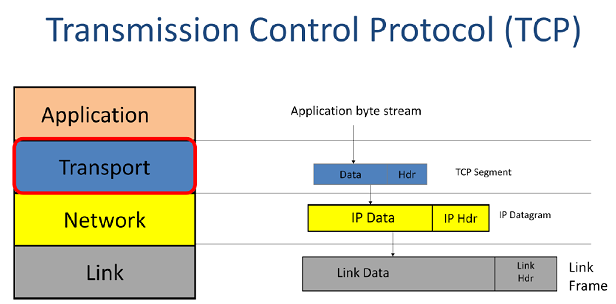 Transmission Control Protocol (TCP)
Application
Application byte stream
Transport
Data Hdr
TCP Segment
Network
IP Data
IP Hdr
IP Datagram
Link
Link Data
Link
Hdr
Link
Frame